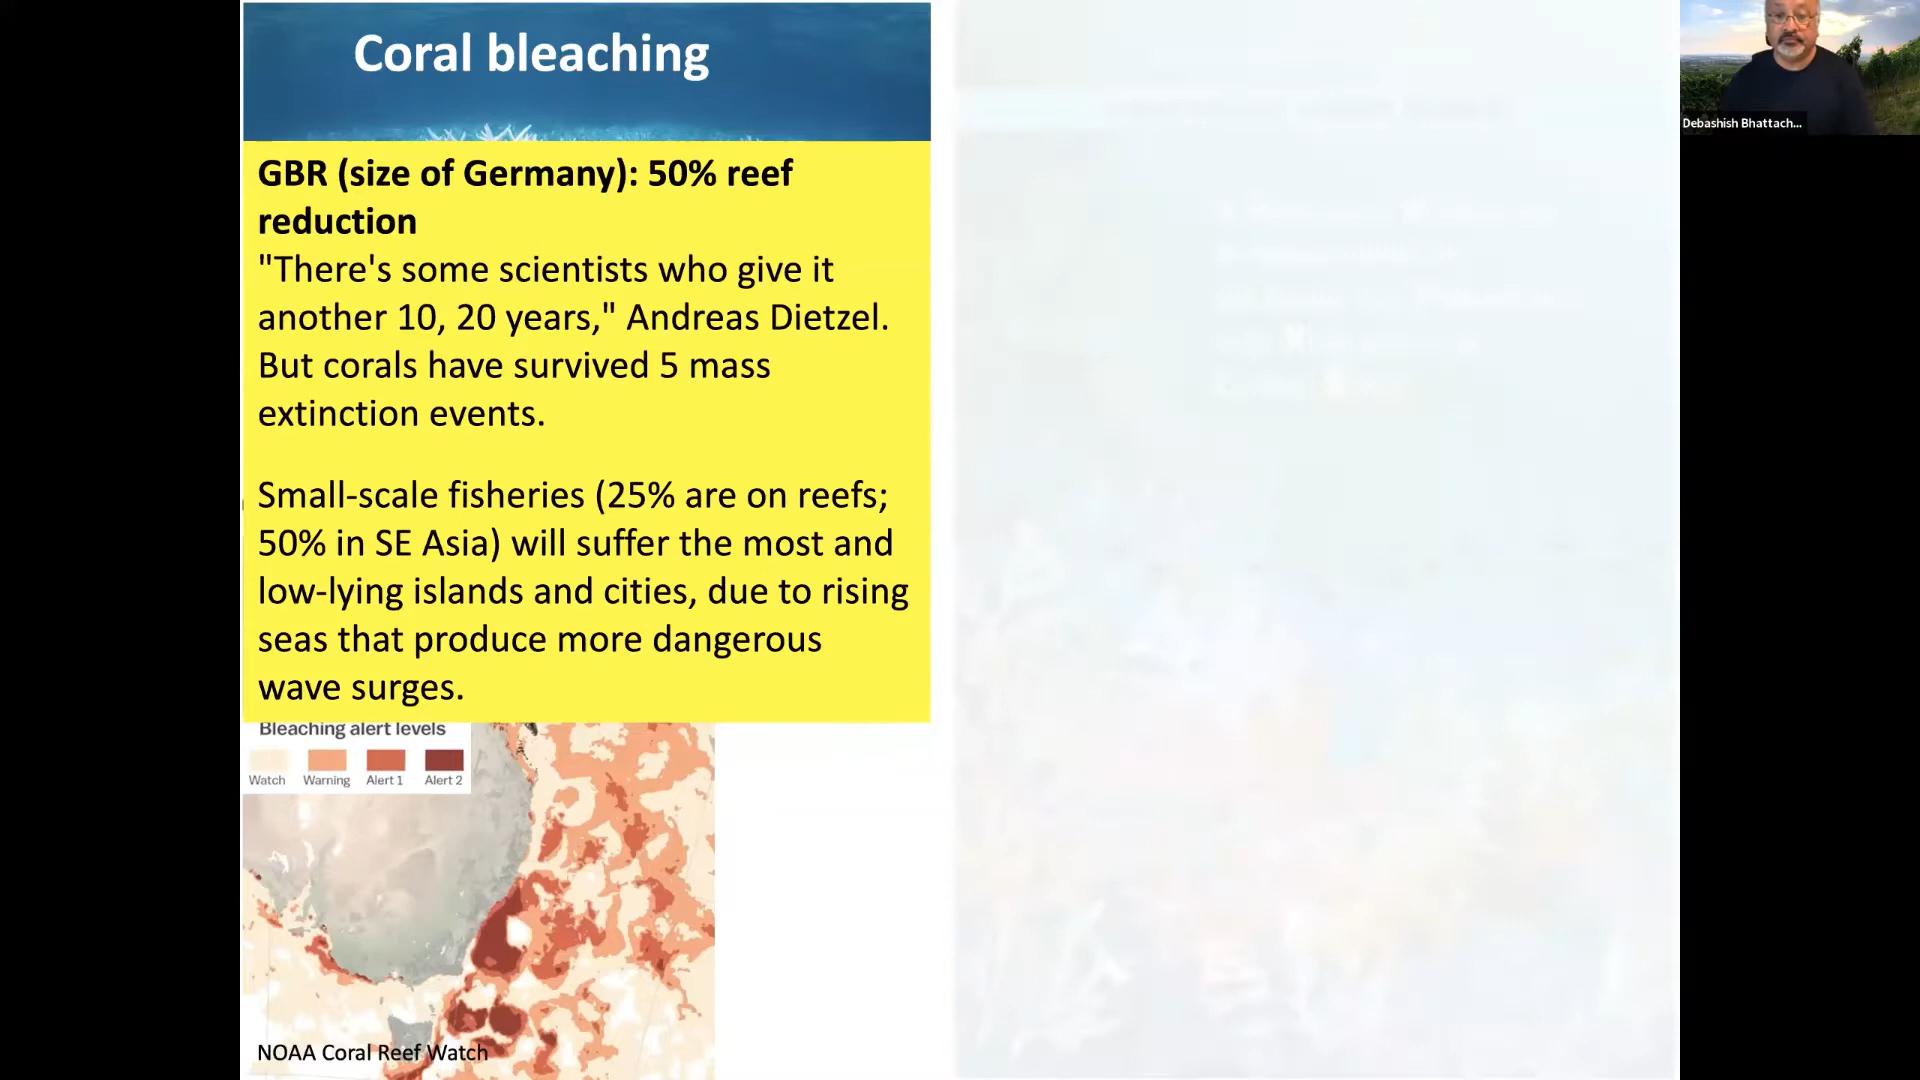 Coral bleaching
GBR (size of Germany): 50% reef
reduction
"There's some scientists who give it
another 10, 20 years," Andreas Dietzel.
But corals have survived 5 mass
extinction events.
Small-scale fisheries (25% are on reefs;
50% in SE Asia) will suffer the most and
low-lying islands and cities, due to rising
seas that produce more dangerous
wave surges.
Bleaching alert levels
Watch Warning Alert 1 Alert 2
NOAA Coral Reef Watch
Debashish Bhattach...